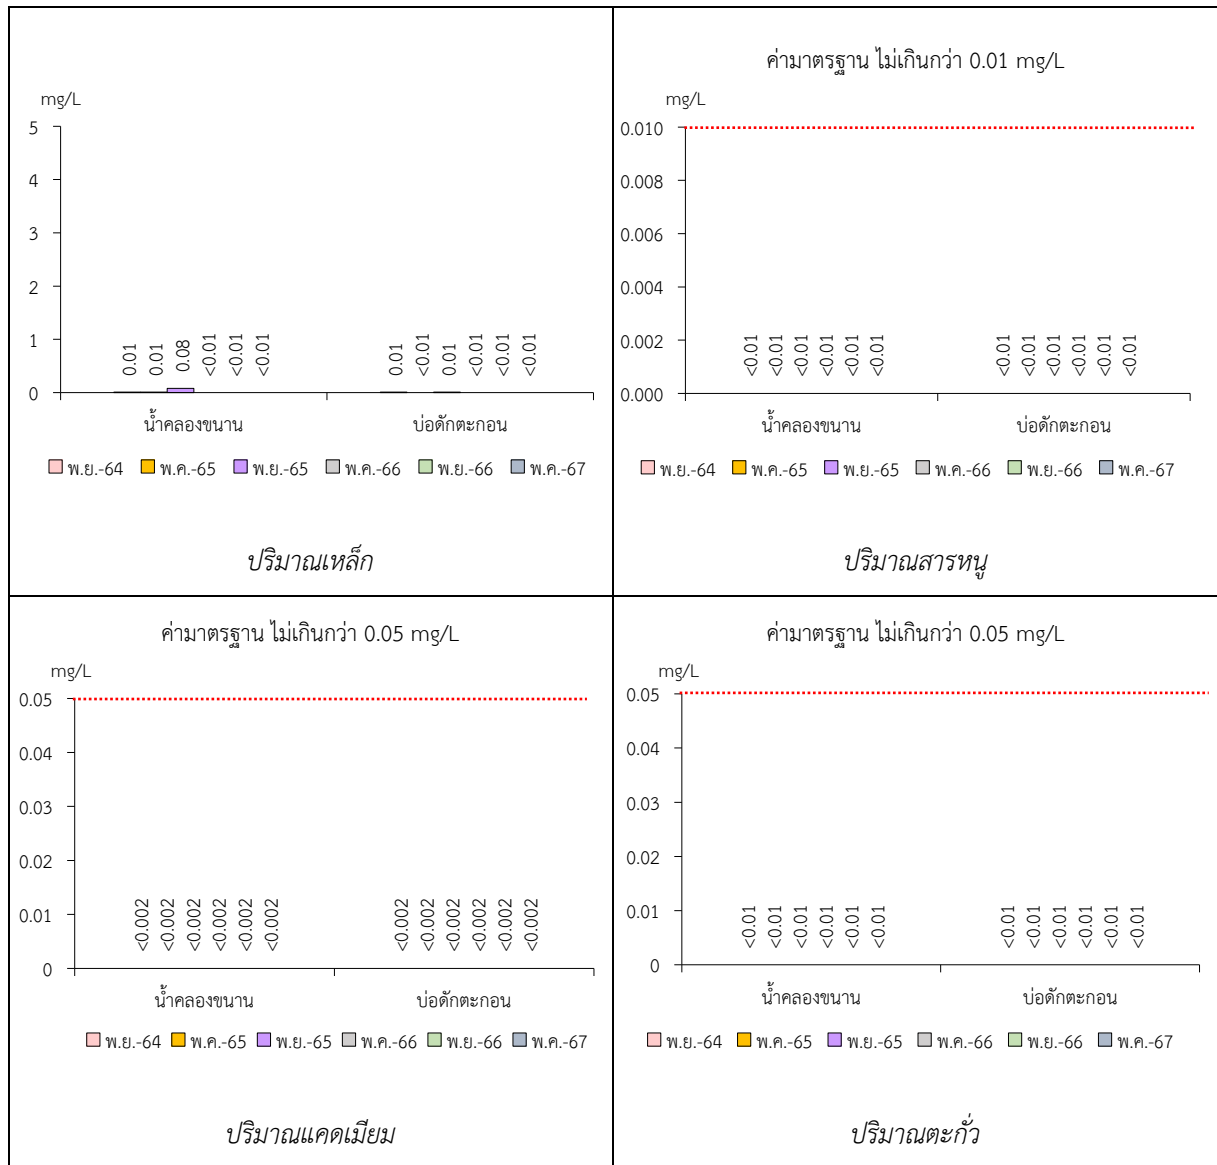 mg/L
5
4
3
2
1
0
0.01 0.01 0.08 <0.01 <0.01 <0.01 0.01 <0.01 0.01 <0.01 <0.01 <0.01
น้ำคลองขนาน บ่อดักตะกอน
พ.ย.-64 พ.ค.-65 พ.ย.-65 พ.ค.-66 พ.ย.-66 พ.ค.-67
ปริมาณเหล็ก
ค่ามาตรฐาน ไม่เกินกว่า 0.01 mg/L
mg/L
0.010
0.008
0.006
0.004
0.002
0.000
<0.01 <0.01 <0.01 <0.01 <0.01 <0.01 <0.01 <0.01 <0.01 <0.01 <0.01 <0.01
น้ำคลองขนาน บ่อดักตะกอน
พ.ย.-64 พ.ค.-65 พ.ย.-65 พ.ค.-66 พ.ย.-66 พ.ค.-67
ปริมาณสารหนู
ค่ามาตรฐาน ไม่เกินกว่า 0.05 mg/L
mg/L
0.05
0.04
0.03
0.02
0.01
0
<0.002 <0.002 <0.002 <0.002 <0.002 <0.002 <0.002 <0.002 <0.002 <0.002 <0.002 <0.002
น้ำคลองขนาน บ่อดักตะกอน
พ.ย.-64 พ.ค.-65 พ.ย.-65 พ.ค.-66 พ.ย.-66 พ.ค.-67
ปริมาณแคดเมียม
ค่ามาตรฐาน ไม่เกินกว่า 0.05 mg/L
mg/L
0.05
0.04
0.03
0.02
0.01
0
<0.01 <0.01 <0.01 <0.01 <0.01 <0.01 <0.01 <0.01 <0.01 <0.01 <0.01 <0.01
น้ำคลองขนาน บ่อดักตะกอน
พ.ย.-64 พ.ค.-65 พ.ย.-65 พ.ค.-66 พ.ย.-66 พ.ค.-67
ปริมาณตะกั่ว